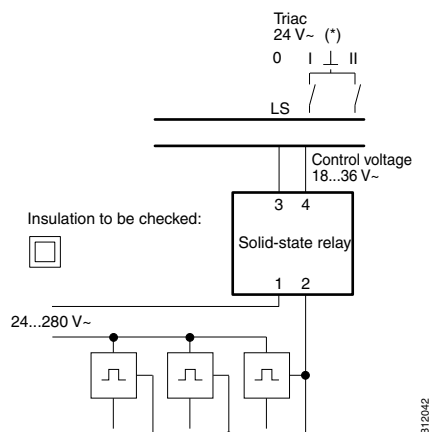 Triac
24 V~ (*)
0 I ⊥ II
LS
Control voltage
18...36 V~
3 4
Insulation to be checked:
Solid-state relay
1 2
24...280 V~